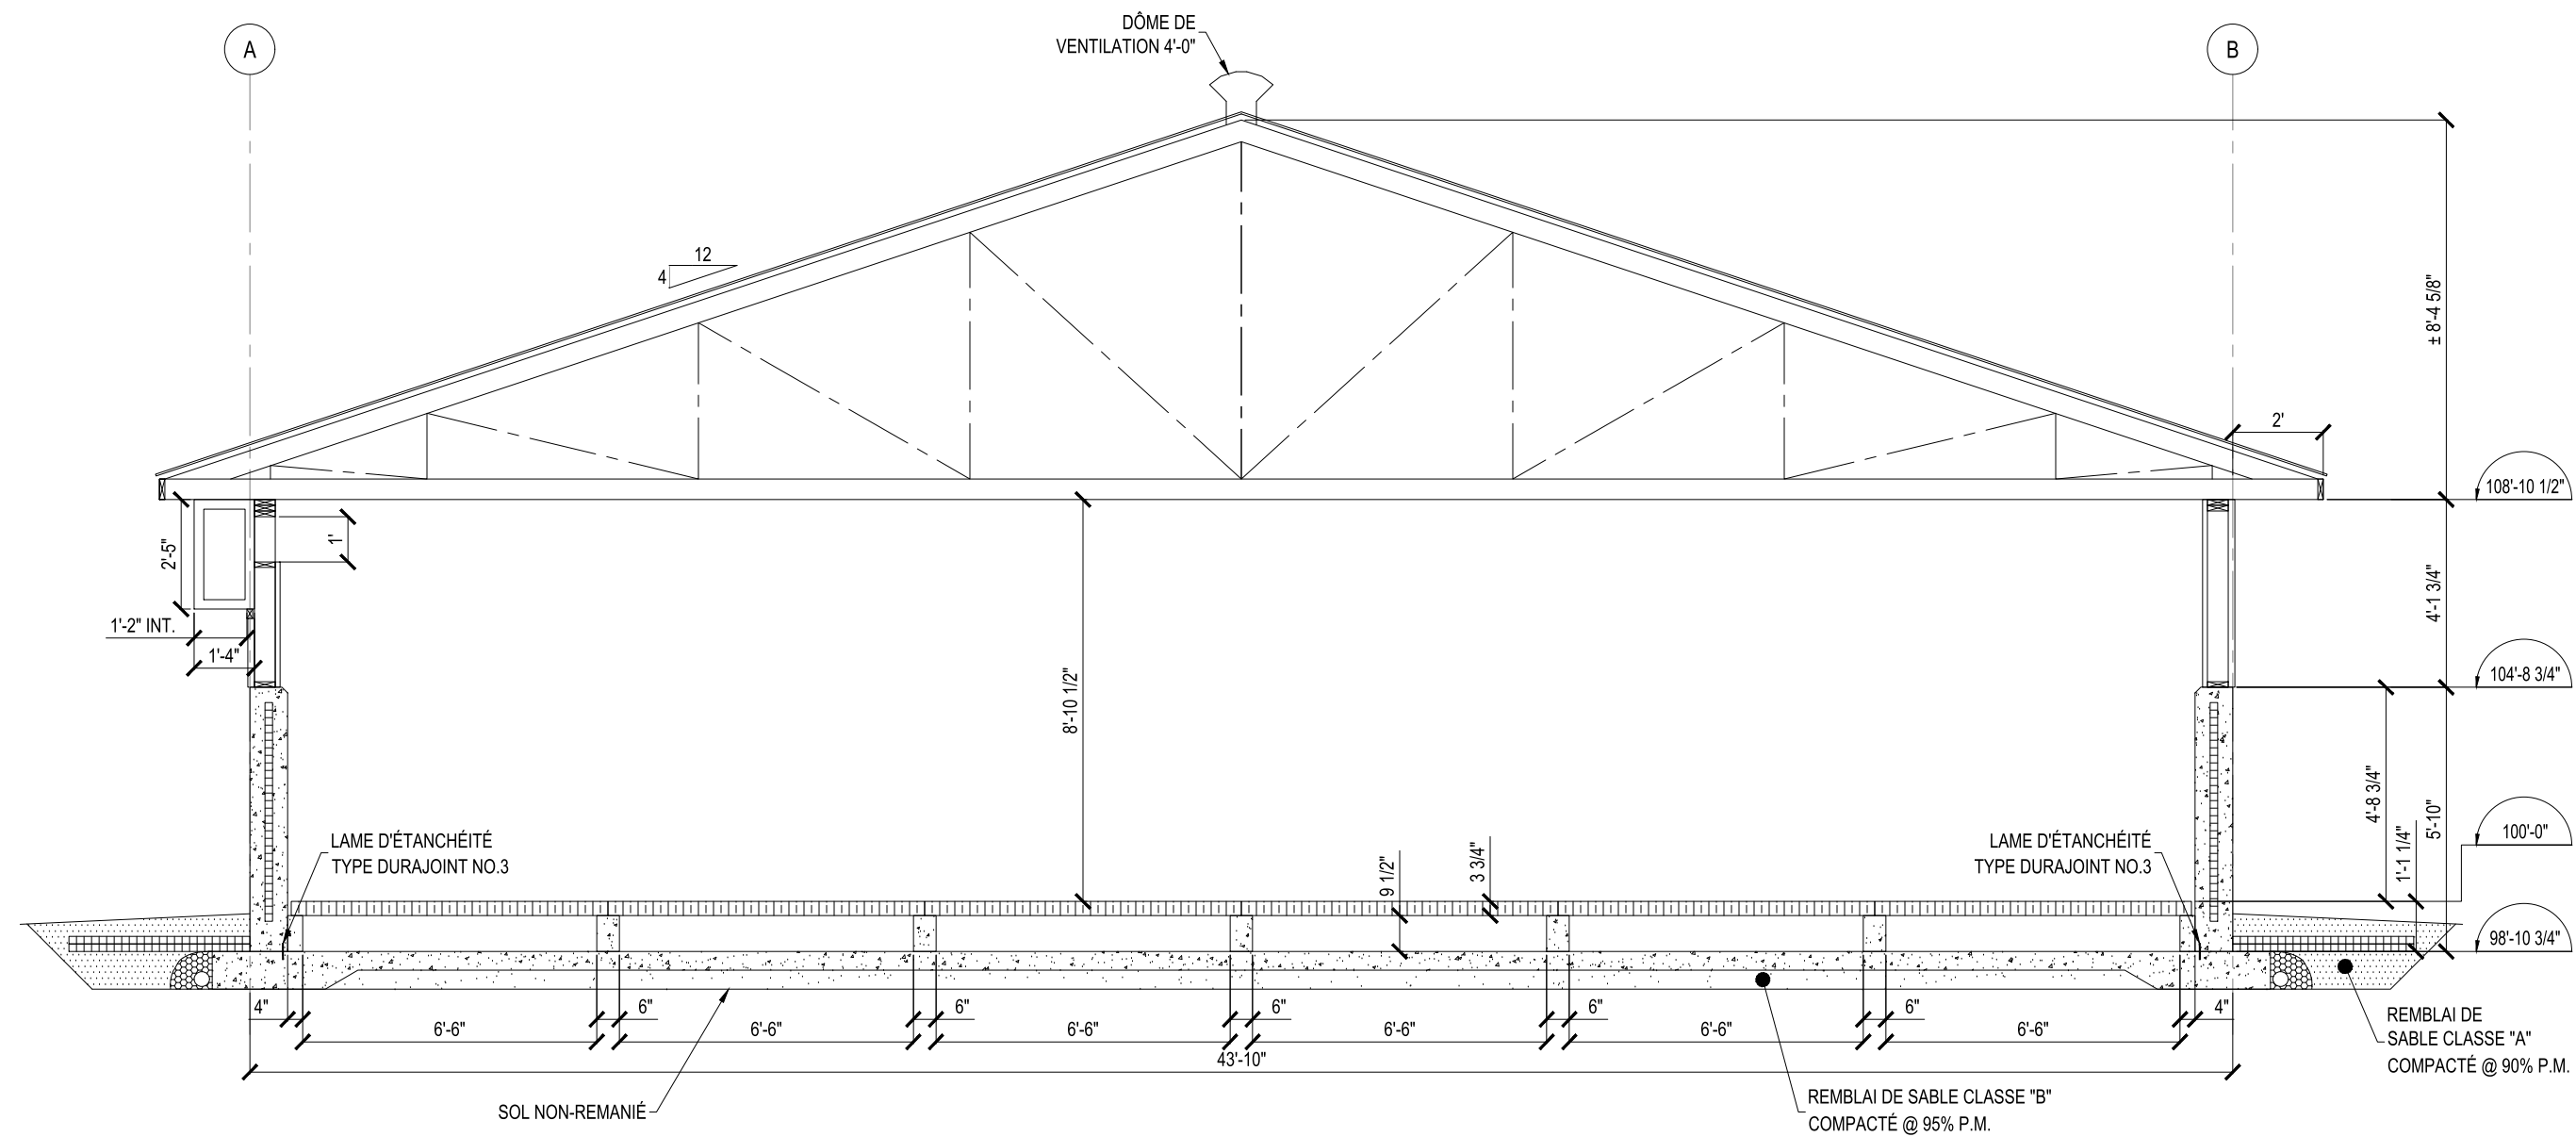 DÔME DE
VENTILATION 4'-0"
A
B
12
4
± 8'-4 5/8"
2'
108'-10 1/2"
2'-5"
1'
4'-1 3/4"
1'-2" INT.
1'-4"
8'-10 1/2"
104'-8 3/4"
4'-8 3/4"
5'-10"
1'-1 1/4"
100'-0"
LAME D'ÉTANCHÉITÉ
TYPE DURAJOINT NO.3
9 1/2"
3 3/4"
LAME D'ÉTANCHÉITÉ
TYPE DURAJOINT NO.3
98'-10 3/4"
4" 6" 6" 6" 6" 6" 4"
6'-6" 6'-6" 6'-6" 6'-6" 6'-6" 6'-6"
43'-10"
REMBLAI DE
SABLE CLASSE "A"
COMPACTÉ @ 90% P.M.
SOL NON-REMANIÉ
REMBLAI DE SABLE CLASSE "B"
COMPACTÉ @ 95% P.M.